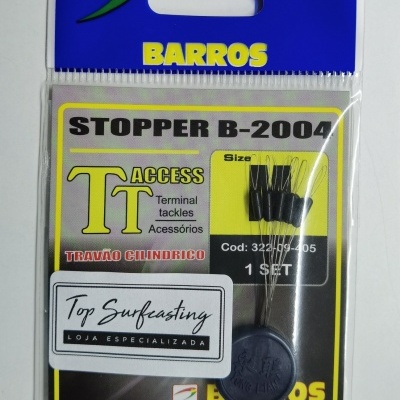 BARROS
STOPPER B-2004
Size
TT ACCESS
Terminal
tackles
Acessórios
Cod: 322-09-405
TRAVÃO CILINDRICO
1 SET
Top Surfcasting
LOJA ESPECIALIZADA
BARROS